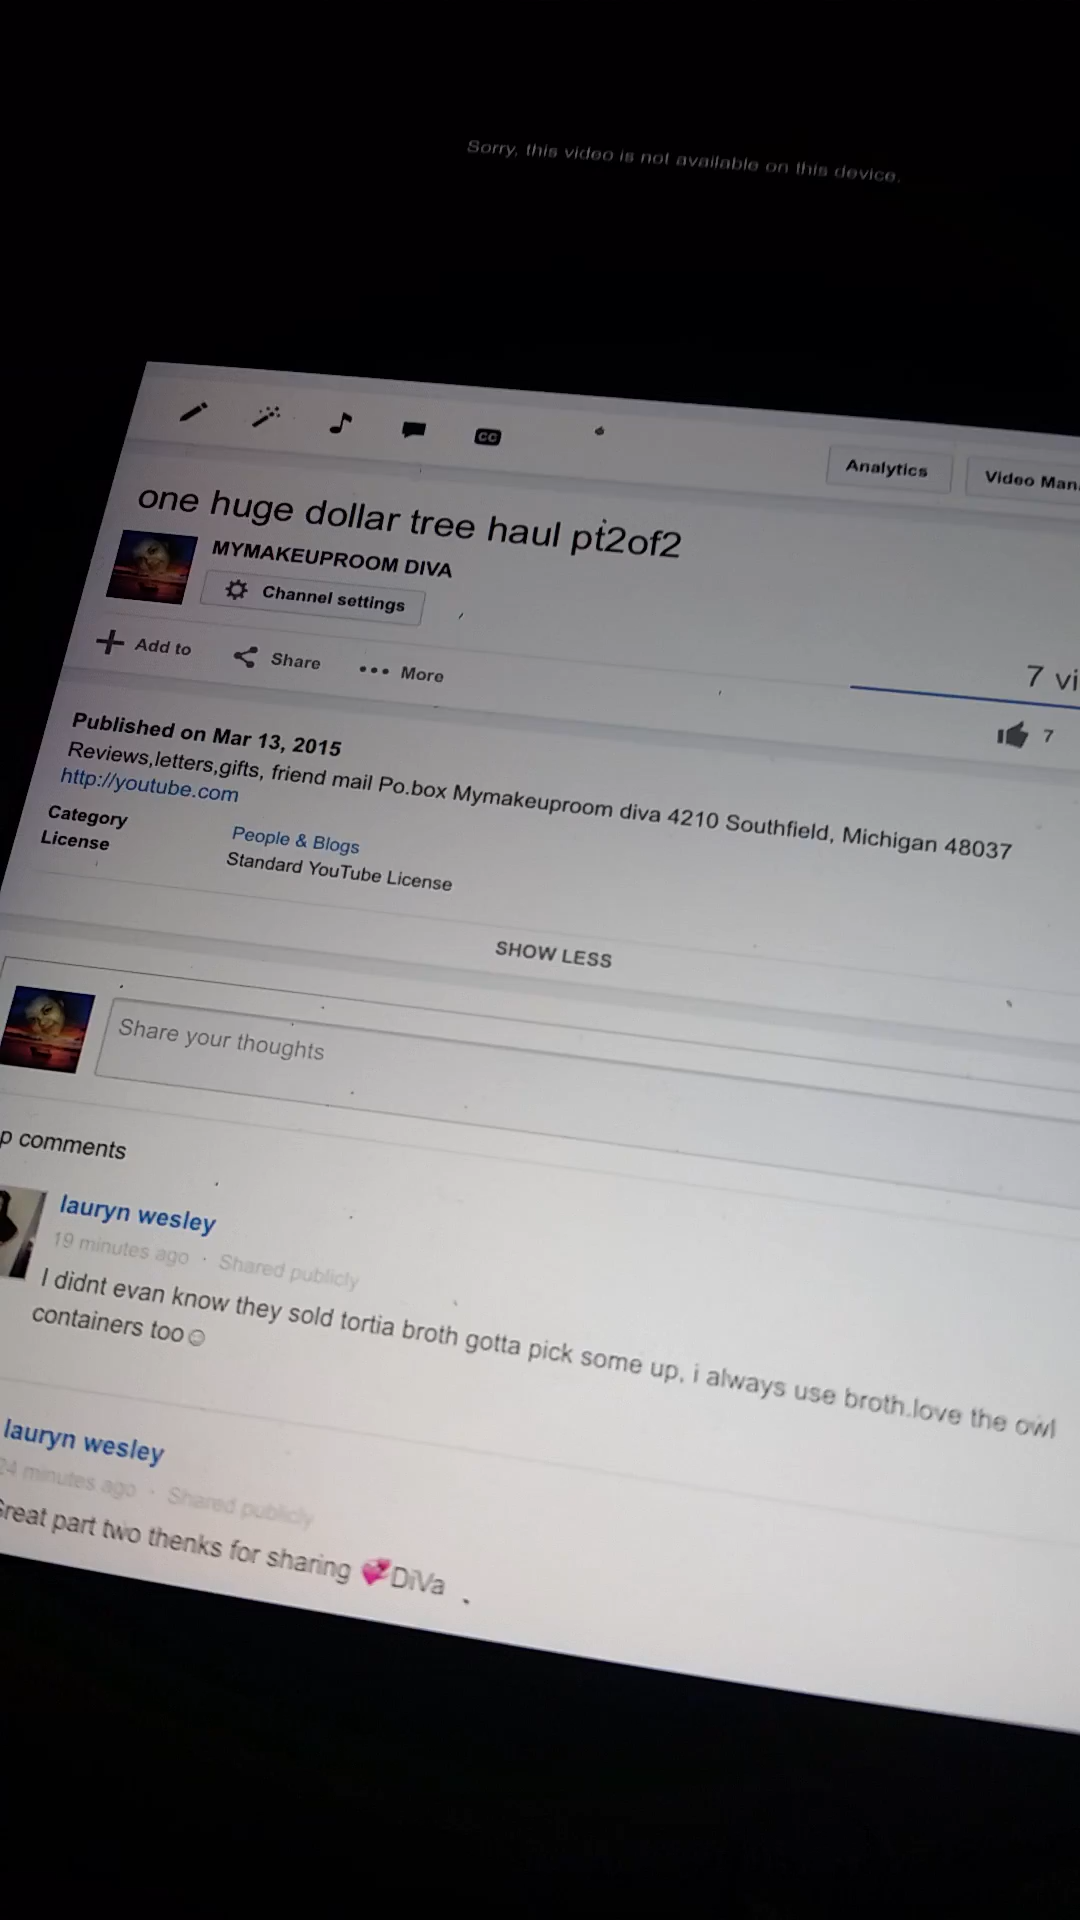 Sorry, this video is not available on this device.
CC
Analytics
Video Man
one huge dollar tree haul pt2of2
MYMAKEUPROOM DIVA
Channel settings
Add to
Share
More
7 vi
7
Published on Mar 13, 2015
Reviews,letters,gifts, friend mail Po.box Mymakeuproom diva 4210 Southfield, Michigan 48037
http://youtube.com
Category
People & Blogs
License
Standard YouTube License
SHOW LESS
Share your thoughts
p comments
lauryn wesley
19 minutes ago · Shared publicly
I didnt evan know they sold tortia broth gotta pick some up, i always use broth.love the owl
containers too☺
lauryn wesley
24 minutes ago · Shared publicly
Great part two thenks for sharing 💞DiVa